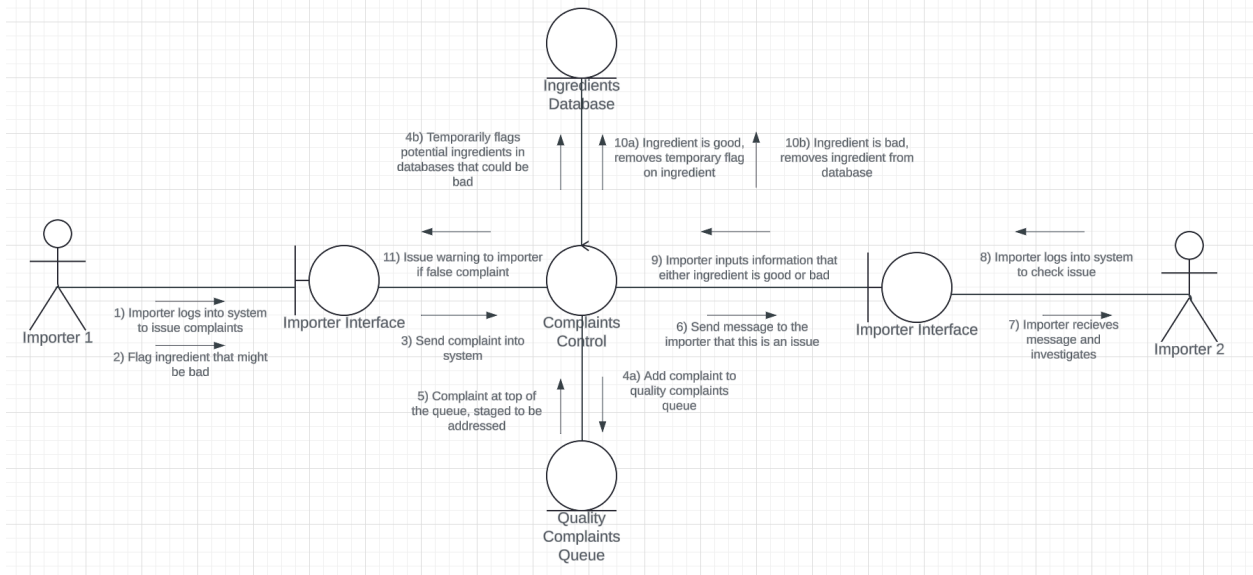 Ingredients
Database
4b) Temporarily flags
potential ingredients in
databases that could be
bad
10a) Ingredient is good,
removes temporary flag
on ingredient
10b) Ingredient is bad,
removes ingredient from
database
11) Issue warning to importer
if false complaint
9) Importer inputs information that
either ingredient is good or bad
8) Importer logs into system
to check issue
Importer 1
1) Importer logs into system
to issue complaints
2) Flag ingredient that might
be bad
Importer Interface
3) Send complaint into
system
Complaints
Control
6) Send message to the
importer that this is an issue
Importer Interface
7) Importer recieves
message and
investigates
Importer 2
5) Complaint at top of
the queue, staged to be
addressed
4a) Add complaint to
quality complaints
queue
Quality
Complaints
Queue